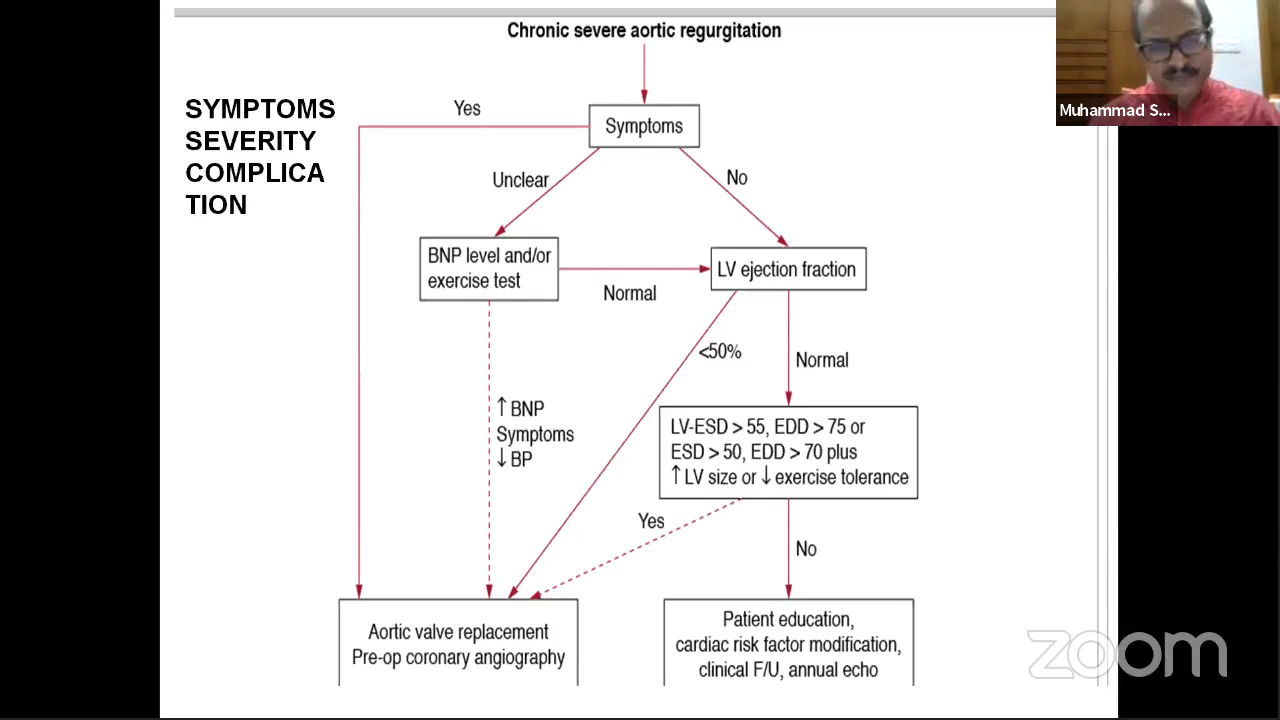 Chronic severe aortic regurgitation
Muhammad S...
SYMPTOMS
SEVERITY
COMPLICA
TION
Yes
Symptoms
Unclear
No
BNP level and/or
exercise test
Normal
LV ejection fraction
<50%
Normal
↑ BNP
Symptoms
↓ BP
LV-ESD > 55, EDD > 75 or
ESD > 50, EDD > 70 plus
↑ LV size or ↓ exercise tolerance
Yes
No
Aortic valve replacement
Pre-op coronary angiography
Patient education,
cardiac risk factor modification,
clinical F/U, annual echo
zoom